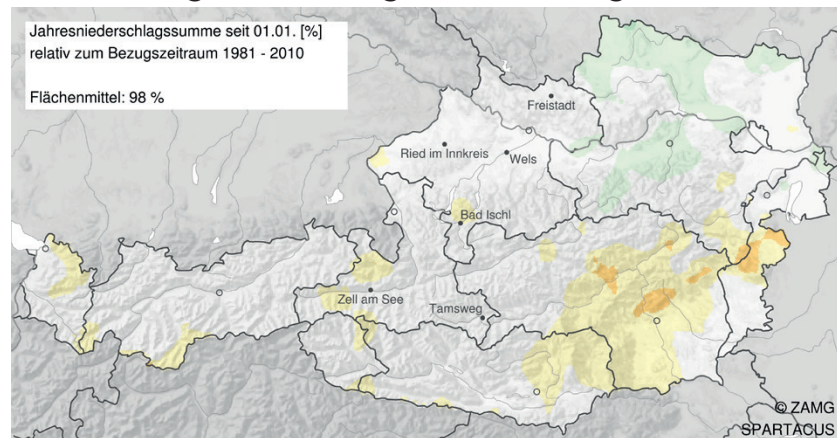 Jahresniederschlagssumme seit 01.01. [%]
relativ zum Bezugszeitraum 1981 - 2010
Flächenmittel: 98 %
Freistadt
Ried im Innkreis
Wels
Bad Ischl
Zell am See
Tamsweg
© ZAMG
SPARTACUS